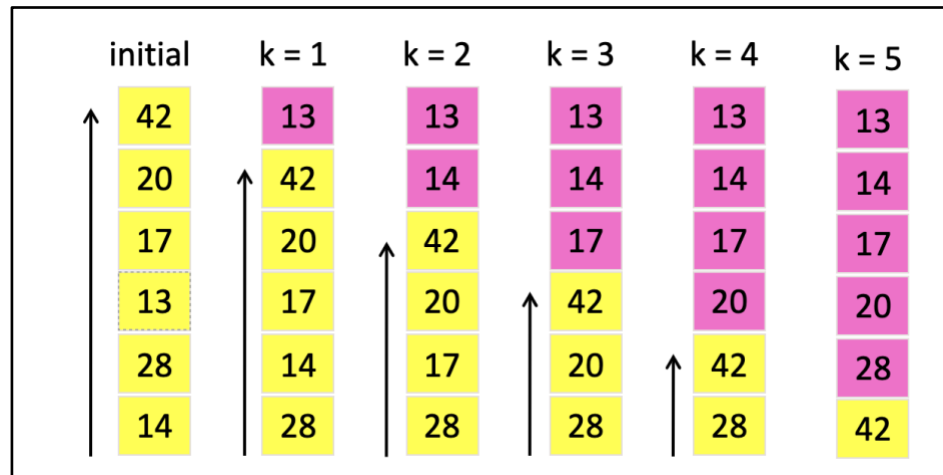 initial k = 1 k = 2 k = 3 k = 4 k = 5
42 13 13 13 13 13
20 42 14 14 14 14
17 20 42 17 17 17
13 17 20 42 20 20
28 14 17 20 42 28
14 28 28 28 28 42